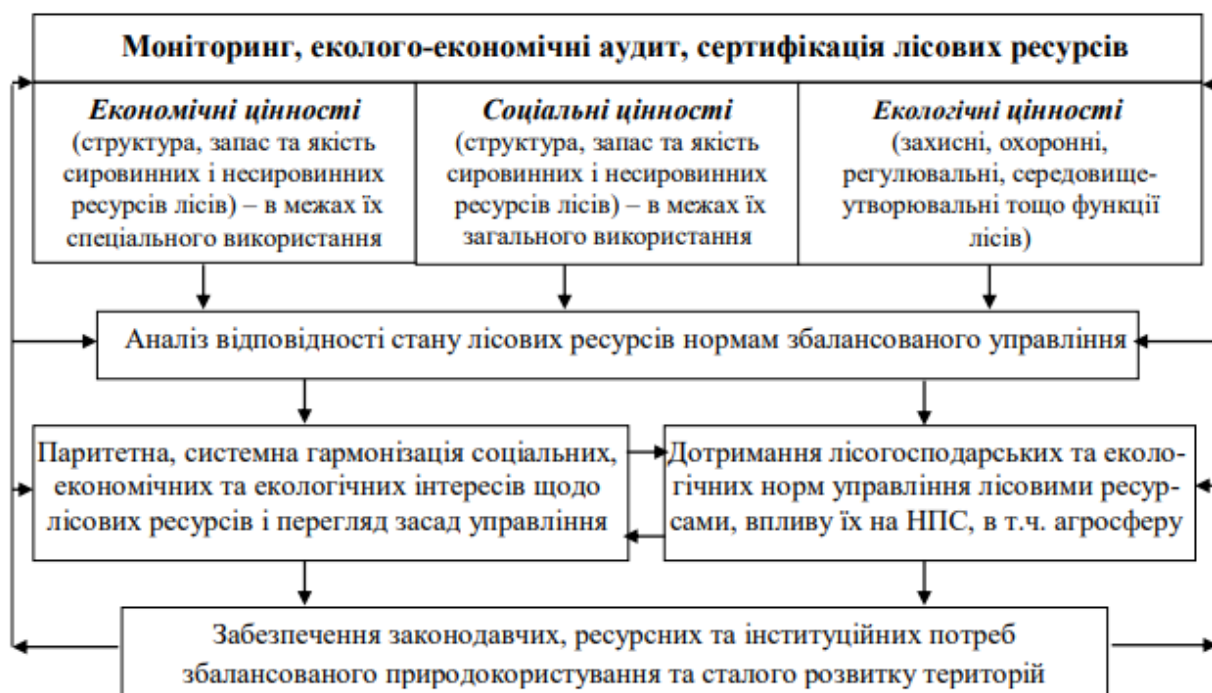 Моніторинг, еколого-економічні аудит, сертифікація лісових ресурсів
Економічні цінності
(структура, запас та якість
сировинних і несировинних
ресурсів лісів) – в межах їх
спеціального використання
Соціальні цінності
(структура, запас та якість
сировинних і несировинних
ресурсів лісів) – в межах їх
загального використання
Екологічні цінності
(захисні, охоронні,
регулювальні, середовище-
утворювальні тощо функції
лісів)
Аналіз відповідності стану лісових ресурсів нормам збалансованого управління
Паритетна, системна гармонізація соціальних,
економічних та екологічних інтересів щодо
лісових ресурсів і перегляд засад управління
Дотримання лісогосподарських та еколо-
гічних норм управління лісовими ресур-
сами, впливу їх на НПС, в т.ч. агросферу
Забезпечення законодавчих, ресурсних та інституційних потреб
збалансованого природокористування та сталого розвитку територій